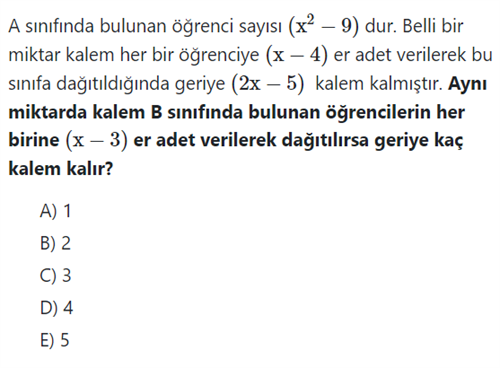 A sınıfında bulunan öğrenci sayısı (x² − 9) dur. Belli bir
miktar kalem her bir öğrenciye (x − 4) er adet verilerek bu
sınıfa dağıtıldığında geriye (2x − 5) kalem kalmıştır. Aynı
miktarda kalem B sınıfında bulunan öğrencilerin her
birine (x − 3) er adet verilerek dağıtılırsa geriye kaç
kalem kalır?
A) 1
B) 2
C) 3
D) 4
E) 5